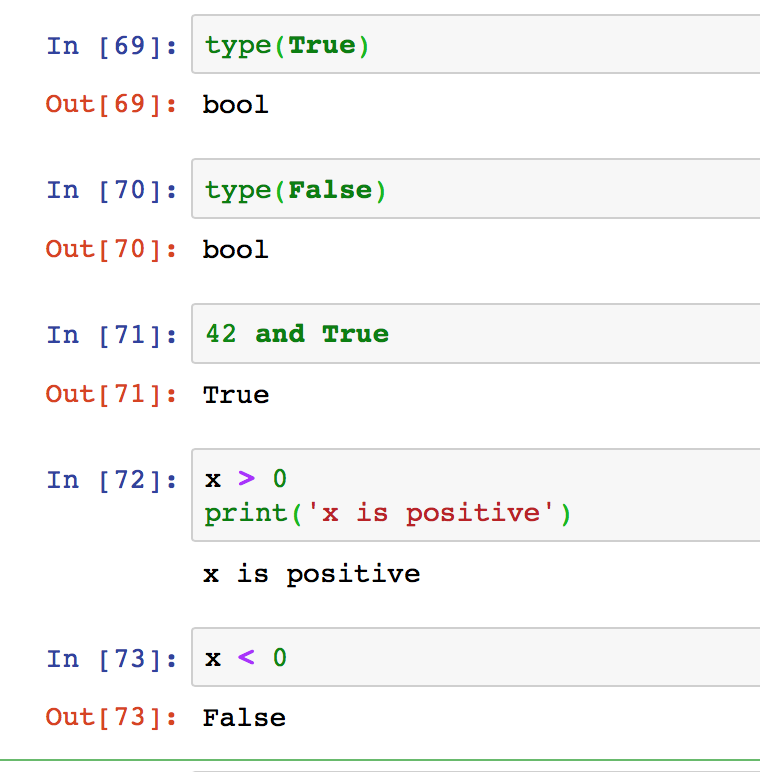 In [69]: type(True)
Out[69]: bool
In [70]: type(False)
Out[70]: bool
In [71]: 42 and True
Out[71]: True
In [72]: x > 0
print('x is positive')
x is positive
In [73]: x < 0
Out[73]: False